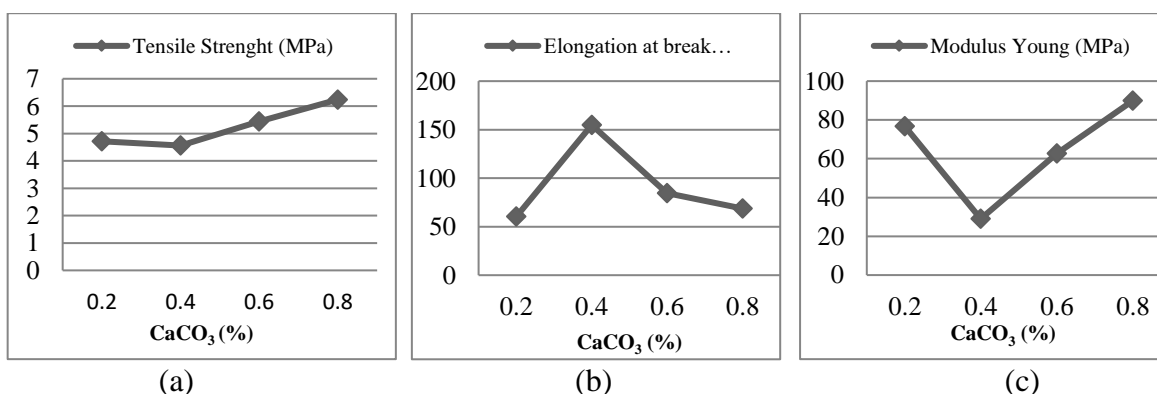 Tensile Strenght (MPa)
7
6
5
4
3
2
1
0
0.2 0.4 0.6 0.8
CaCO₃ (%)
(a)
Elongation at break…
200
150
100
50
0
0.2 0.4 0.6 0.8
CaCO₃ (%)
(b)
Modulus Young (MPa)
100
80
60
40
20
0
0.2 0.4 0.6 0.8
CaCO₃ (%)
(c)